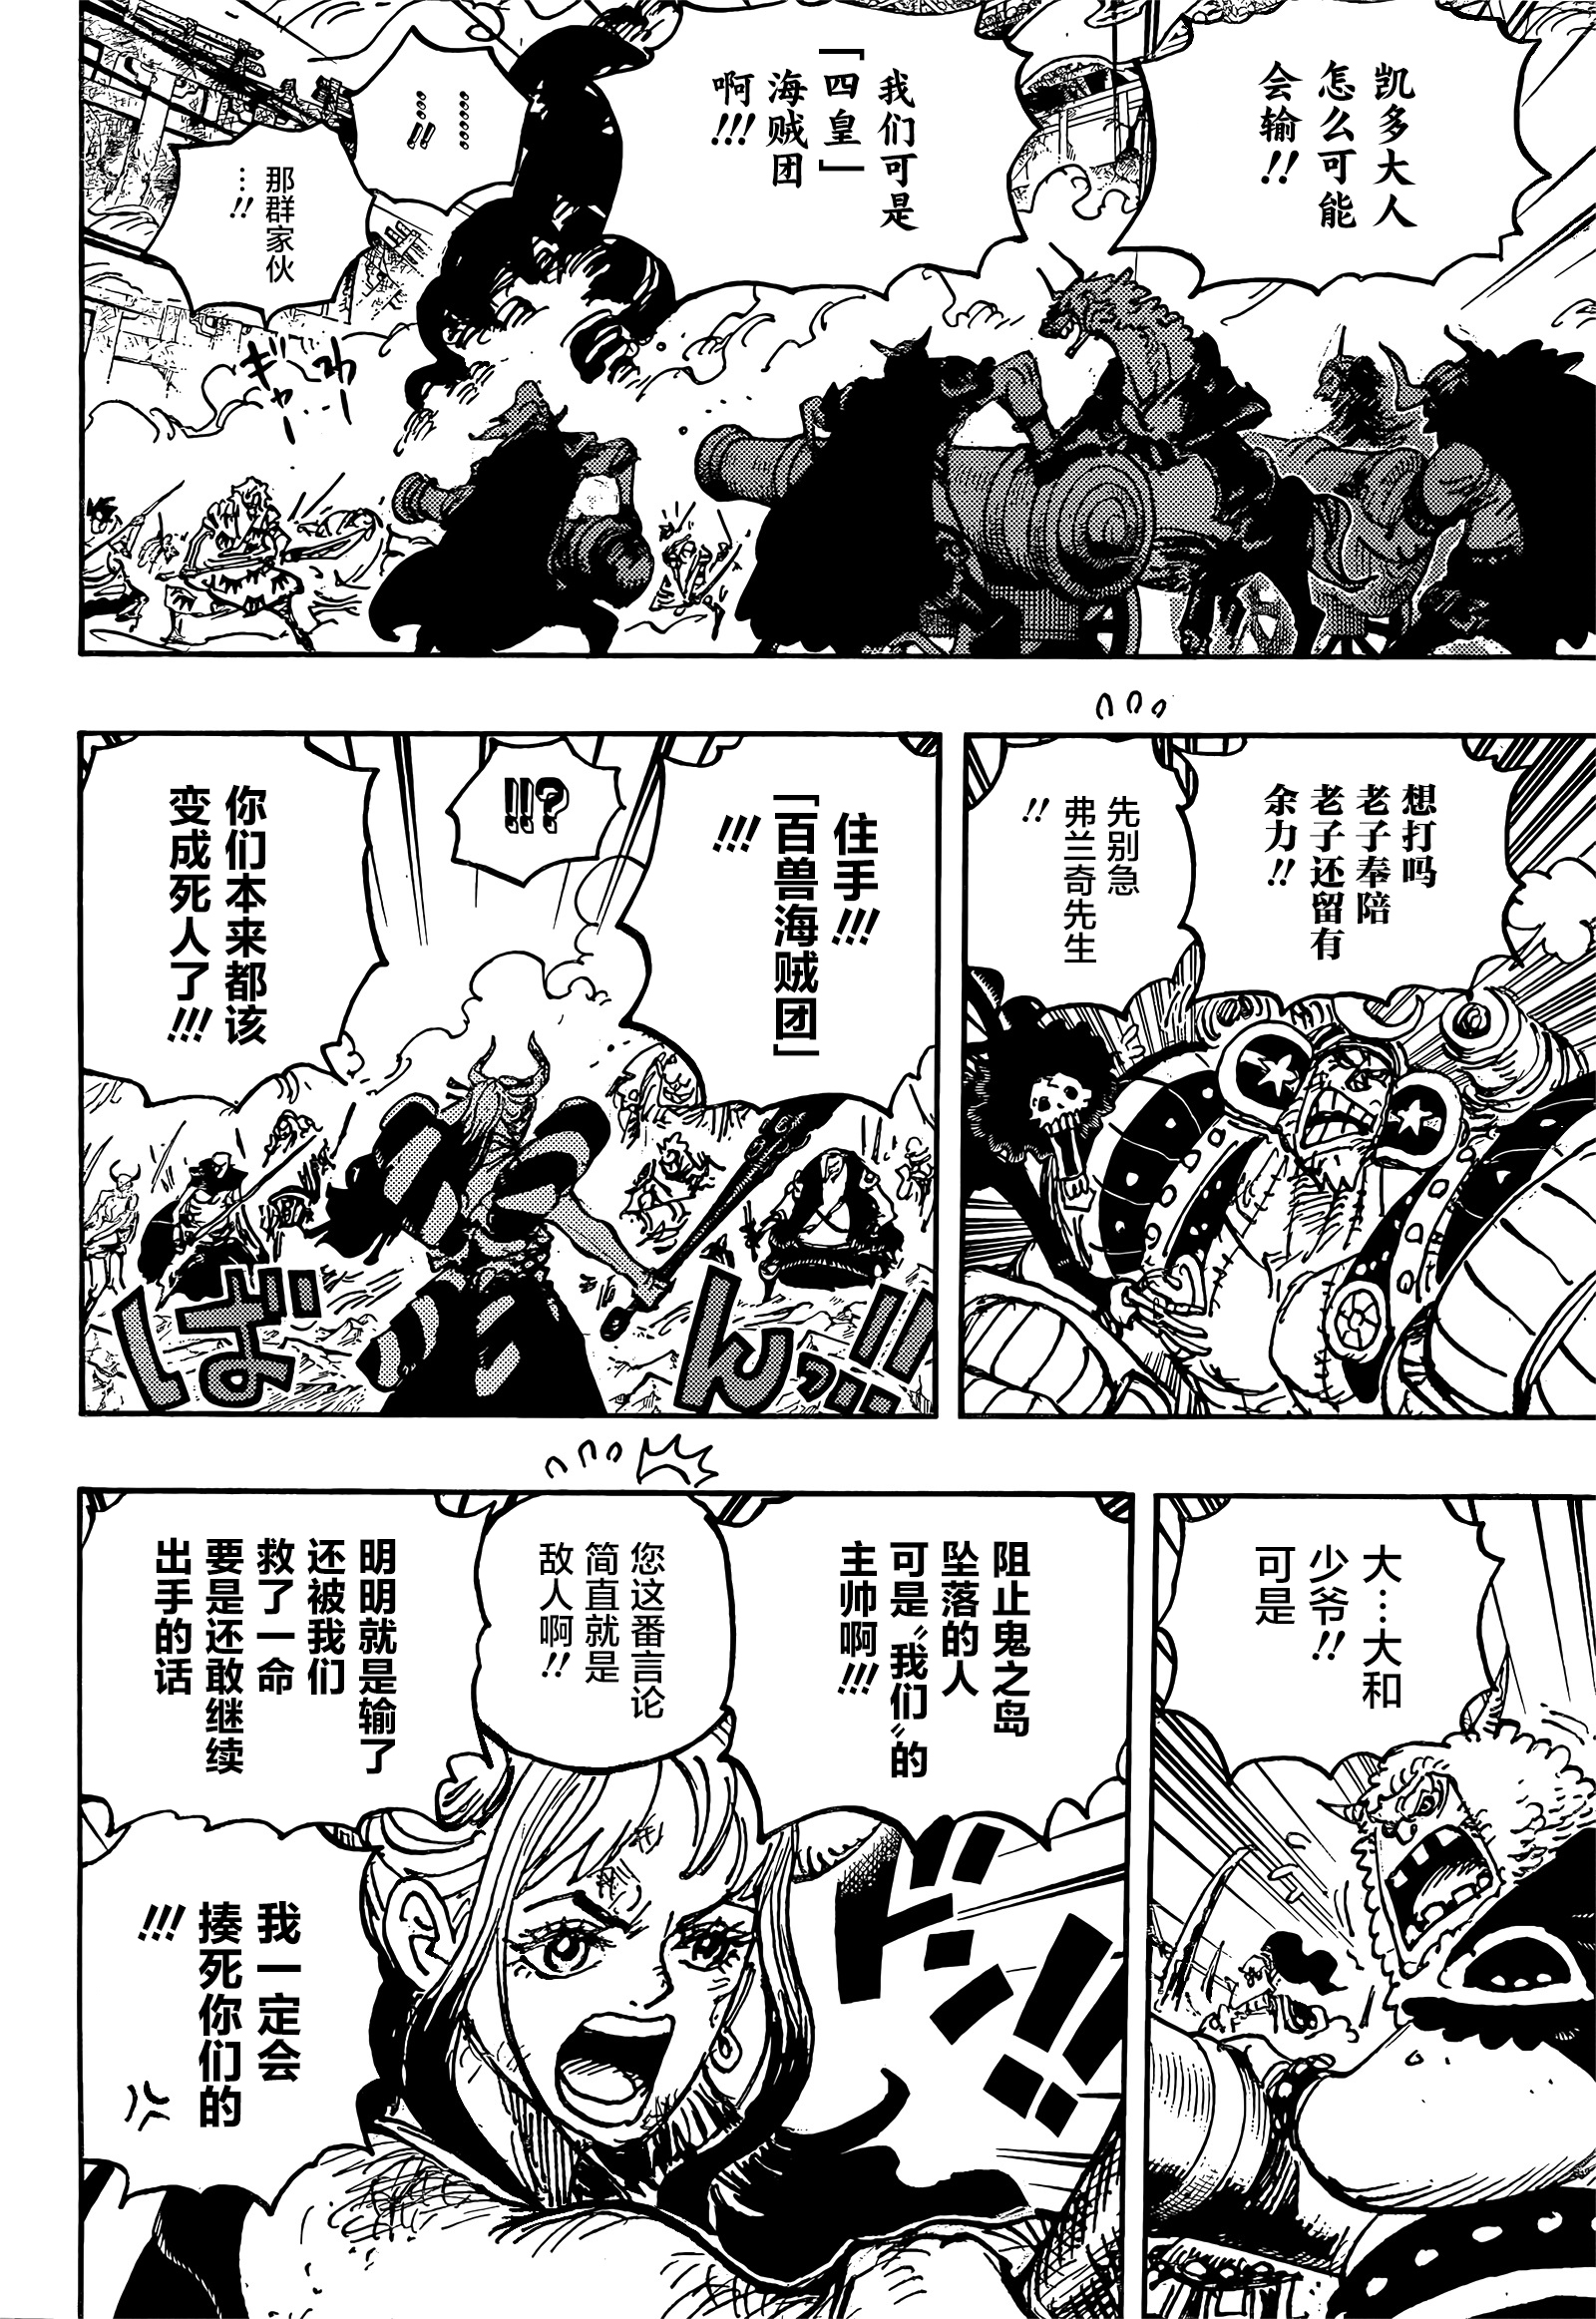 凯多大人
怎么可能
会输!!
我们可是
「四皇」
海贼团
啊!!!
……
…!!
那群家伙
…!!
ギャー
わー
想打吗
老子奉陪
老子还留有
余力!!
先别急
弗兰奇先生
!!
住手!!!
「百兽海贼团」
!!!
!!?
你们本来都该
变成死人了!!!
ばんっ!!
大…大和
少爷!!
可是
阻止鬼之岛
坠落的人
可是〝我们〞的
主帅啊!!!
您这番言论
简直就是
敌人啊!!
明明就是输了
还被我们
救了一命
要是还敢继续
出手的话
ドン!!
我一定会
揍死你们的
!!!